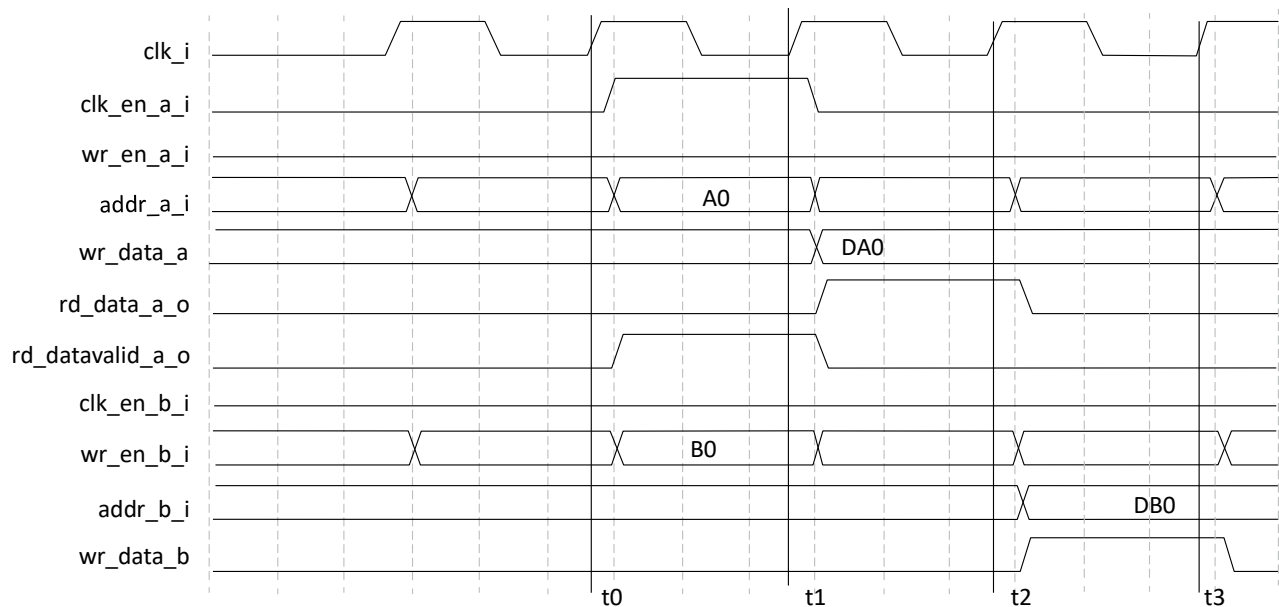 clk_i
clk_en_a_i
wr_en_a_i
addr_a_i A0
wr_data_a DA0
rd_data_a_o
rd_datavalid_a_o
clk_en_b_i
wr_en_b_i B0
addr_b_i DB0
wr_data_b
t0 t1 t2 t3